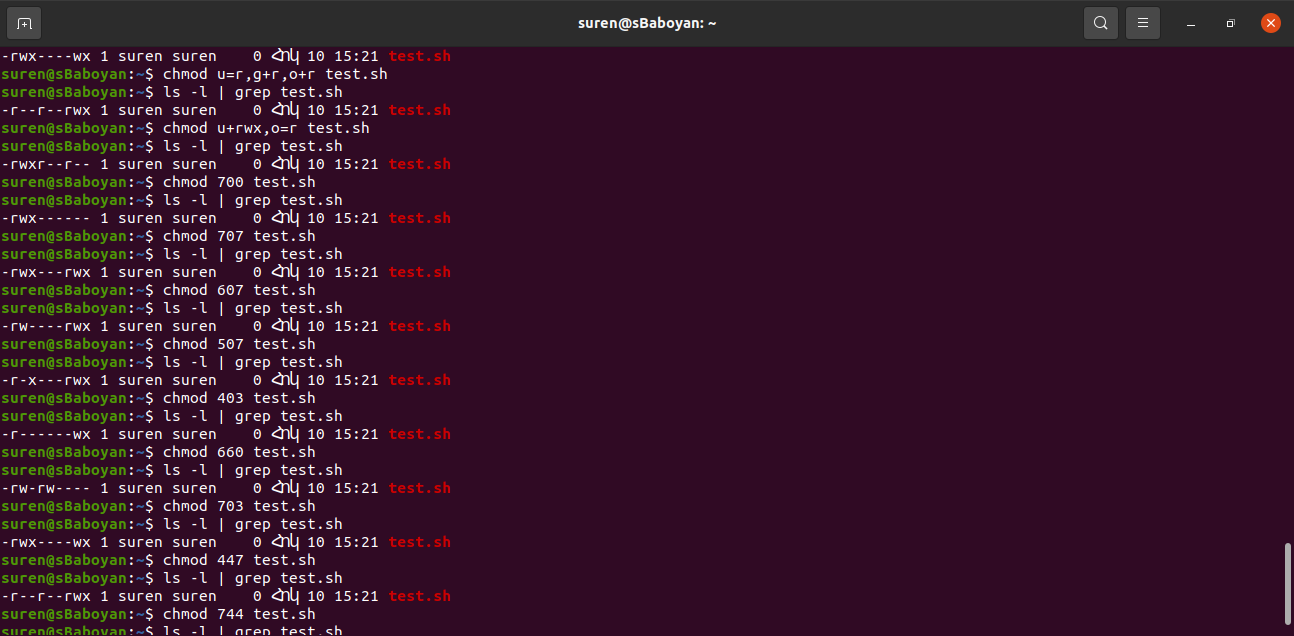 suren@sBaboyan: ~
-rwx----wx 1 suren suren    0 Հնվ 10 15:21 test.sh
suren@sBaboyan:~$ chmod u=r,g+r,o+r test.sh
suren@sBaboyan:~$ ls -l | grep test.sh
-r--r--rwx 1 suren suren    0 Հնվ 10 15:21 test.sh
suren@sBaboyan:~$ chmod u+rwx,o=r test.sh
suren@sBaboyan:~$ ls -l | grep test.sh
-rwxr--r-- 1 suren suren    0 Հնվ 10 15:21 test.sh
suren@sBaboyan:~$ chmod 700 test.sh
suren@sBaboyan:~$ ls -l | grep test.sh
-rwx------ 1 suren suren    0 Հնվ 10 15:21 test.sh
suren@sBaboyan:~$ chmod 707 test.sh
suren@sBaboyan:~$ ls -l | grep test.sh
-rwx---rwx 1 suren suren    0 Հնվ 10 15:21 test.sh
suren@sBaboyan:~$ chmod 607 test.sh
suren@sBaboyan:~$ ls -l | grep test.sh
-rw----rwx 1 suren suren    0 Հնվ 10 15:21 test.sh
suren@sBaboyan:~$ chmod 507 test.sh
suren@sBaboyan:~$ ls -l | grep test.sh
-r-x---rwx 1 suren suren    0 Հնվ 10 15:21 test.sh
suren@sBaboyan:~$ chmod 403 test.sh
suren@sBaboyan:~$ ls -l | grep test.sh
-r------wx 1 suren suren    0 Հնվ 10 15:21 test.sh
suren@sBaboyan:~$ chmod 660 test.sh
suren@sBaboyan:~$ ls -l | grep test.sh
-rw-rw---- 1 suren suren    0 Հնվ 10 15:21 test.sh
suren@sBaboyan:~$ chmod 703 test.sh
suren@sBaboyan:~$ ls -l | grep test.sh
-rwx----wx 1 suren suren    0 Հնվ 10 15:21 test.sh
suren@sBaboyan:~$ chmod 447 test.sh
suren@sBaboyan:~$ ls -l | grep test.sh
-r--r--rwx 1 suren suren    0 Հնվ 10 15:21 test.sh
suren@sBaboyan:~$ chmod 744 test.sh
suren@sBaboyan:~$ ls -l | grep test.sh